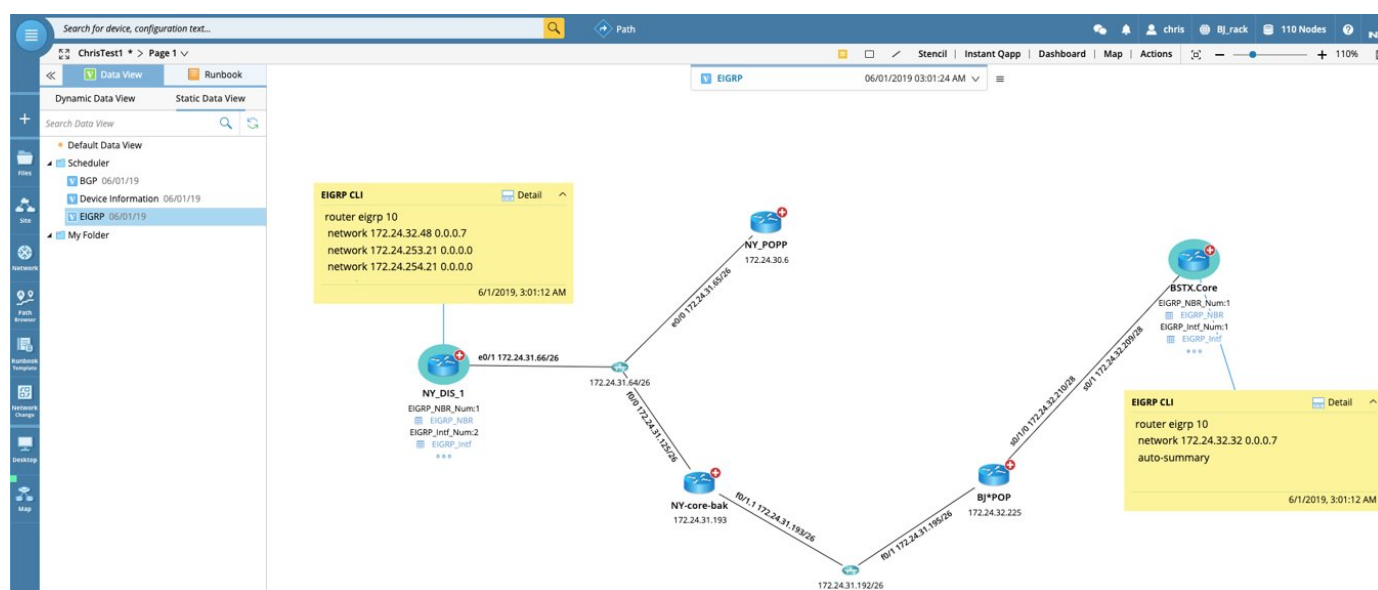 Search for device, configuration text...
Path
chris
BJ_rack
110 Nodes
ChrisTest1 * > Page 1
Stencil | Instant Qapp | Dashboard | Map | Actions
110%
Data View
Runbook
EIGRP
06/01/2019 03:01:24 AM
Dynamic Data View
Static Data View
Search Data View
Default Data View
Scheduler
BGP 06/01/19
Device Information 06/01/19
EIGRP 06/01/19
My Folder
Files
Site
Network
Path Browser
Runbook Template
Network Change
Desktop
Map
EIGRP CLI
Detail
router eigrp 10
network 172.24.32.48 0.0.0.7
network 172.24.253.21 0.0.0.0
network 172.24.254.21 0.0.0.0
6/1/2019, 3:01:12 AM
NY_POPP
172.24.30.6
e0/0 172.24.31.65/26
e0/1 172.24.31.66/26
172.24.31.64/26
NY_DIS_1
EIGRP_NBR_Num:1
EIGRP_NBR
EIGRP_Intf_Num:2
EIGRP_Intf
f0/0 172.24.31.125/26
NY-core-bak
172.24.31.193
f0/1.1 172.24.31.193/26
172.24.31.192/26
f0/1 172.24.31.195/26
BJ*POP
172.24.32.225
s0/1/0 172.24.32.210/28
s0/1 172.24.32.209/28
BSTX.Core
EIGRP_NBR_Num:1
EIGRP_NBR
EIGRP_Intf_Num:1
EIGRP_Intf
EIGRP CLI
Detail
router eigrp 10
network 172.24.32.32 0.0.0.7
auto-summary
6/1/2019, 3:01:12 AM